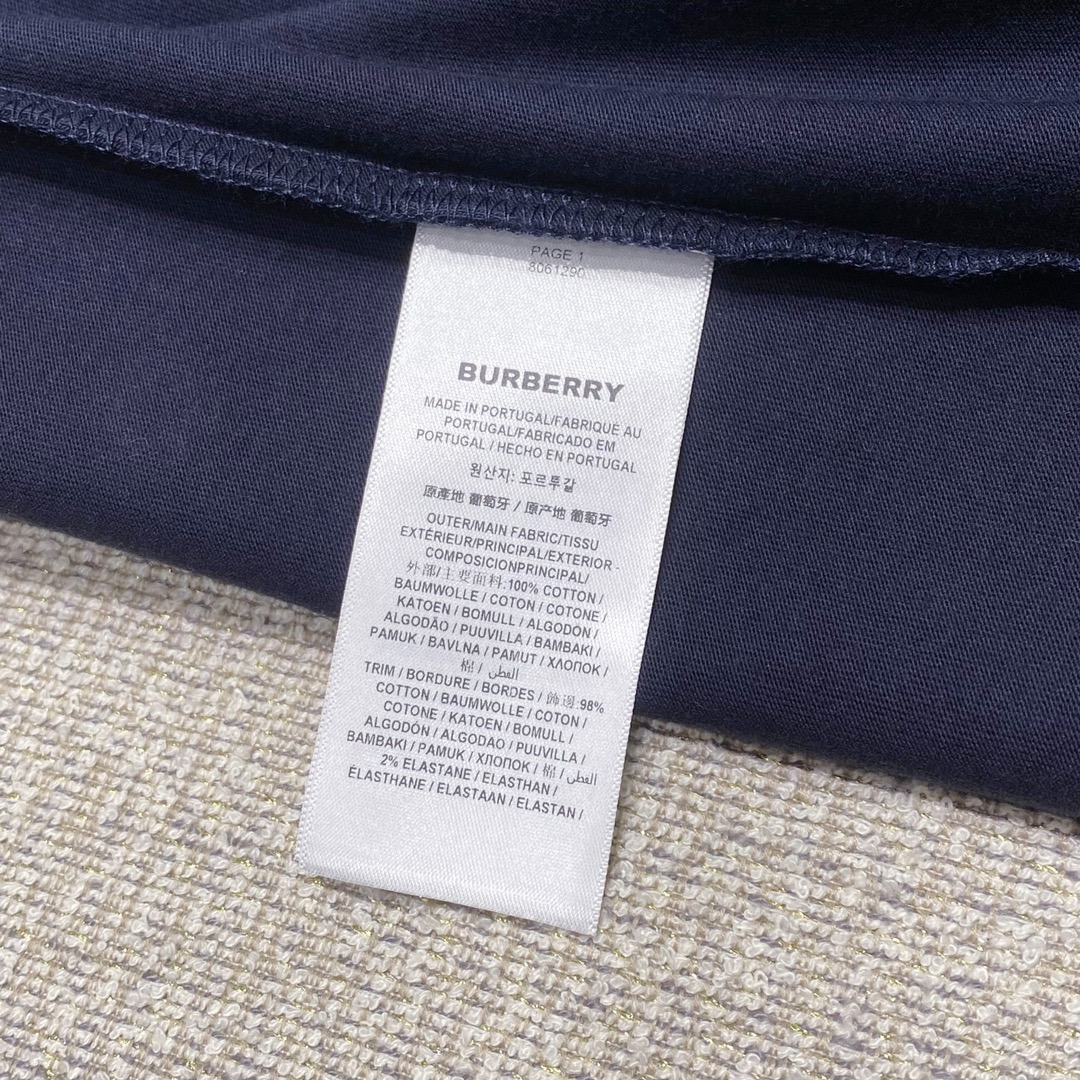 PAGE 1
8061290
BURBERRY
MADE IN PORTUGAL/FABRIQUÉ AU
PORTUGAL/FABRICADO EM
PORTUGAL / HECHO EN PORTUGAL
원산지: 포르투갈
原產地 葡萄牙 / 原产地 葡萄牙
OUTER/MAIN FABRIC/TISSU
EXTÉRIEUR/PRINCIPAL/EXTERIOR -
COMPOSICIONPRINCIPAL/
外部/主要面料:100% COTTON /
BAUMWOLLE / COTON / COTONE /
KATOEN / BOMULL / ALGODÓN /
ALGODÃO / PUUVILLA / BAMBAKI /
PAMUK / BAVLNA / PAMUT / ХЛОПОК /
棉 / القطن /
TRIM / BORDURE / BORDES / 飾邊:98%
COTTON / BAUMWOLLE / COTON /
COTONE / KATOEN / BOMULL /
ALGODÓN / ALGODAO / PUUVILLA /
BAMBAKI / PAMUK / ХЛОПОК / 棉 / القطن /
2% ELASTANE / ELASTHAN /
ÉLASTHANE / ELASTAAN / ELASTAN /